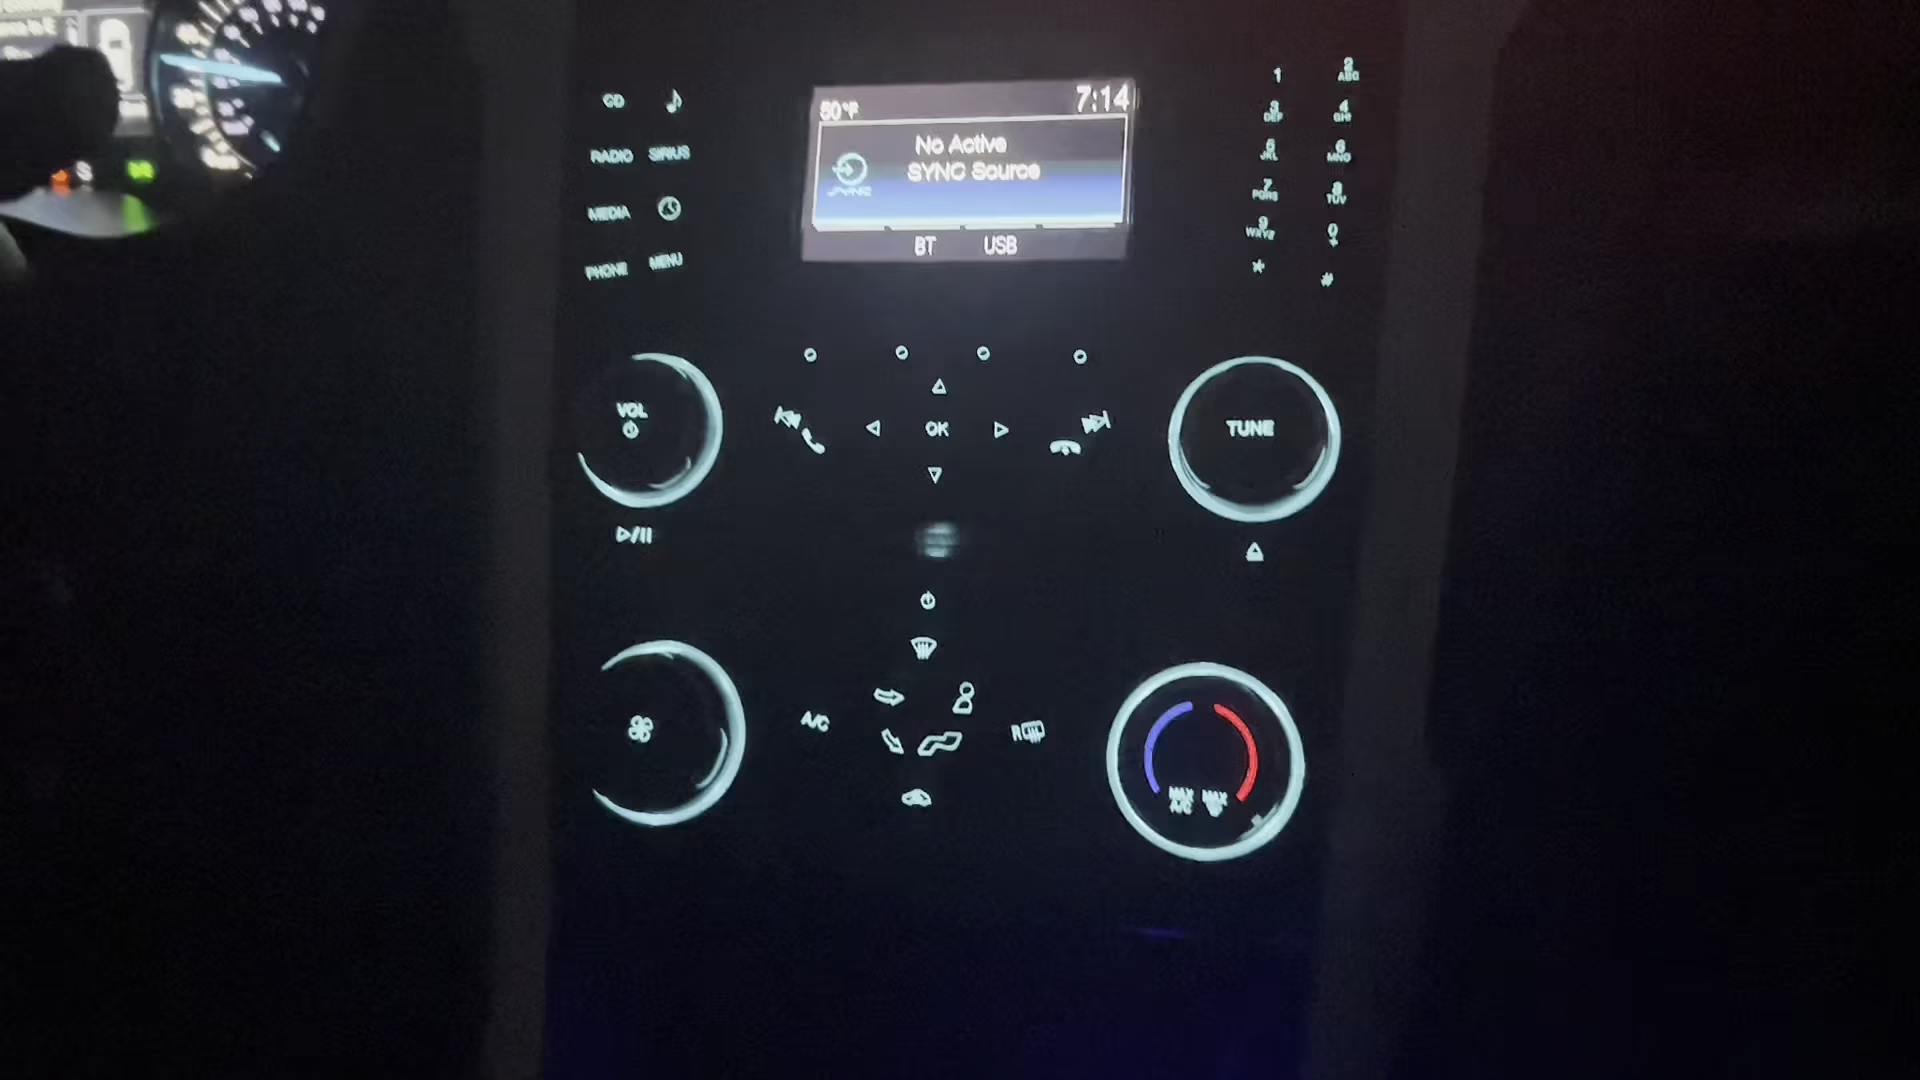 50°F 7:14
No Active
SYNC Source
SYNC
BT USB
CD
RADIO SIRIUS
MEDIA
PHONE MENU
1 2 ABC
3 DEF 4 GHI
5 JKL 6 MNO
7 PQRS 8 TUV
9 WXYZ 0 +
* #
VOL
OK
TUNE
A/C
R
MAX A/C MAX
S